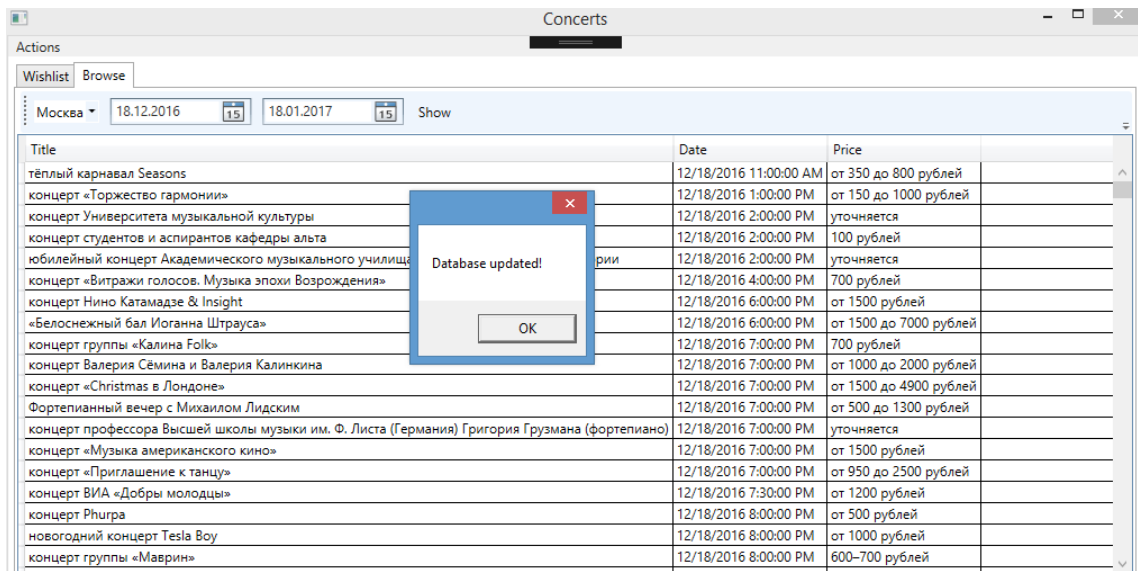 Concerts
Actions
Wishlist Browse
Москва 18.12.2016 15 18.01.2017 15 Show
Title Date Price
тёплый карнавал Seasons 12/18/2016 11:00:00 AM от 350 до 800 рублей
концерт «Торжество гармонии» 12/18/2016 1:00:00 PM от 150 до 1000 рублей
концерт Университета музыкальной культуры 12/18/2016 2:00:00 PM уточняется
концерт студентов и аспирантов кафедры альта 12/18/2016 2:00:00 PM 100 рублей
юбилейный концерт Академического музыкального училища рии 12/18/2016 2:00:00 PM уточняется
Database updated!
концерт «Витражи голосов. Музыка эпохи Возрождения» 12/18/2016 4:00:00 PM 700 рублей
концерт Нино Катамадзе & Insight 12/18/2016 6:00:00 PM от 1500 рублей
«Белоснежный бал Иоганна Штрауса» 12/18/2016 6:00:00 PM от 1500 до 7000 рублей
OK
концерт группы «Калина Folk» 12/18/2016 7:00:00 PM 700 рублей
концерт Валерия Сёмина и Валерия Калинкина 12/18/2016 7:00:00 PM от 1000 до 2000 рублей
концерт «Christmas в Лондоне» 12/18/2016 7:00:00 PM от 1500 до 4900 рублей
Фортепианный вечер с Михаилом Лидским 12/18/2016 7:00:00 PM от 500 до 1300 рублей
концерт профессора Высшей школы музыки им. Ф. Листа (Германия) Григория Грузмана (фортепиано) 12/18/2016 7:00:00 PM уточняется
концерт «Музыка американского кино» 12/18/2016 7:00:00 PM от 1500 рублей
концерт «Приглашение к танцу» 12/18/2016 7:00:00 PM от 950 до 2500 рублей
концерт ВИА «Добры молодцы» 12/18/2016 7:30:00 PM от 1200 рублей
концерт Phurpa 12/18/2016 8:00:00 PM от 500 рублей
новогодний концерт Tesla Boy 12/18/2016 8:00:00 PM от 1000 рублей
концерт группы «Маврин» 12/18/2016 8:00:00 PM 600–700 рублей